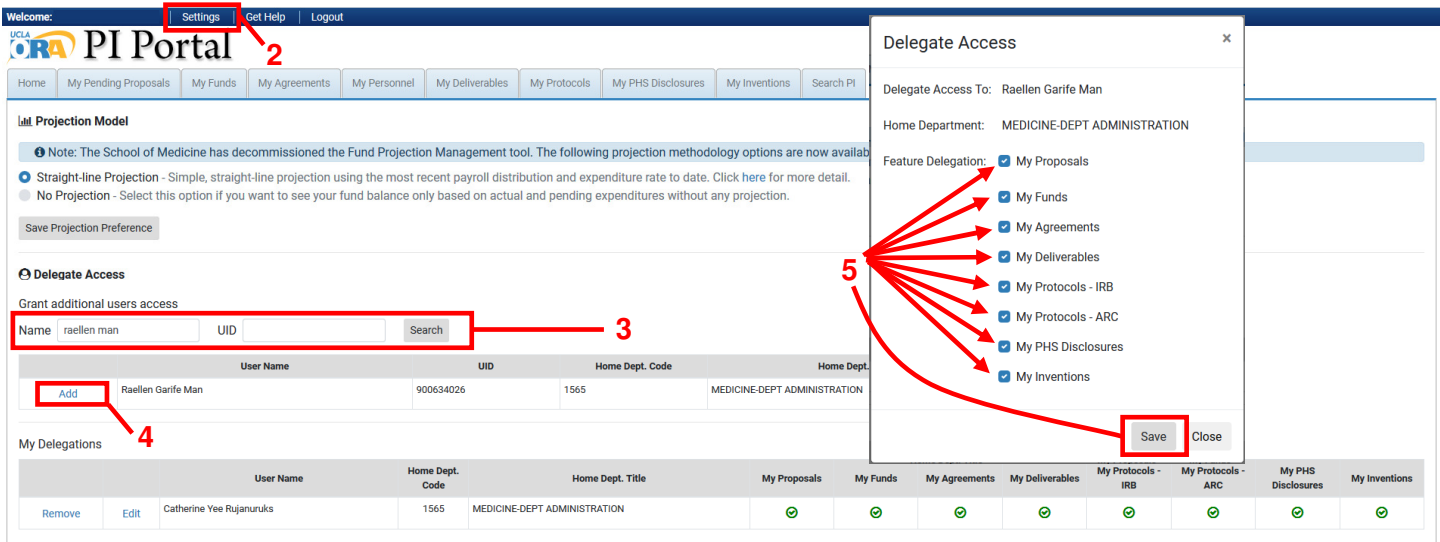 Welcome: Settings Get Help Logout
2
UCLA ORA PI Portal
Home My Pending Proposals My Funds My Agreements My Personnel My Deliverables My Protocols My PHS Disclosures My Inventions Search PI
Projection Model
Note: The School of Medicine has decommissioned the Fund Projection Management tool. The following projection methodology options are now availab
Straight-line Projection - Simple, straight-line projection using the most recent payroll distribution and expenditure rate to date. Click here for more detail.
No Projection - Select this option if you want to see your fund balance only based on actual and pending expenditures without any projection.
Save Projection Preference
Delegate Access
Grant additional users access
Name raellen man UID Search
3
User Name UID Home Dept. Code Home Dept.
Add Raellen Garife Man 900634026 1565 MEDICINE-DEPT ADMINISTRATION
4
My Delegations
User Name Home Dept. Code Home Dept. Title My Proposals My Funds My Agreements My Deliverables My Protocols - IRB My Protocols - ARC My PHS Disclosures My Inventions
Remove Edit Catherine Yee Rujanuruks 1565 MEDICINE-DEPT ADMINISTRATION
Delegate Access ×
Delegate Access To: Raellen Garife Man
Home Department: MEDICINE-DEPT ADMINISTRATION
Feature Delegation: My Proposals
My Funds
My Agreements
My Deliverables
5
My Protocols - IRB
My Protocols - ARC
My PHS Disclosures
My Inventions
Save Close